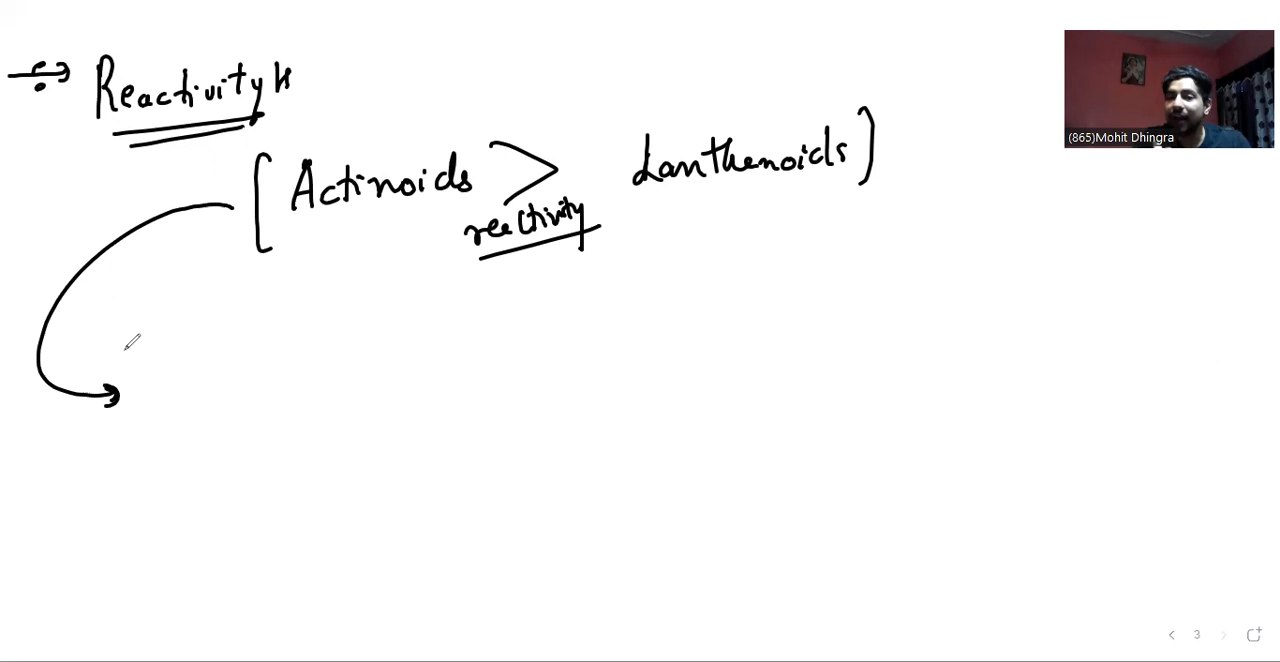 Reactivity
[ Actinoids > Lanthenoids ]
reactivity
(865)Mohit Dhingra
< 3 >